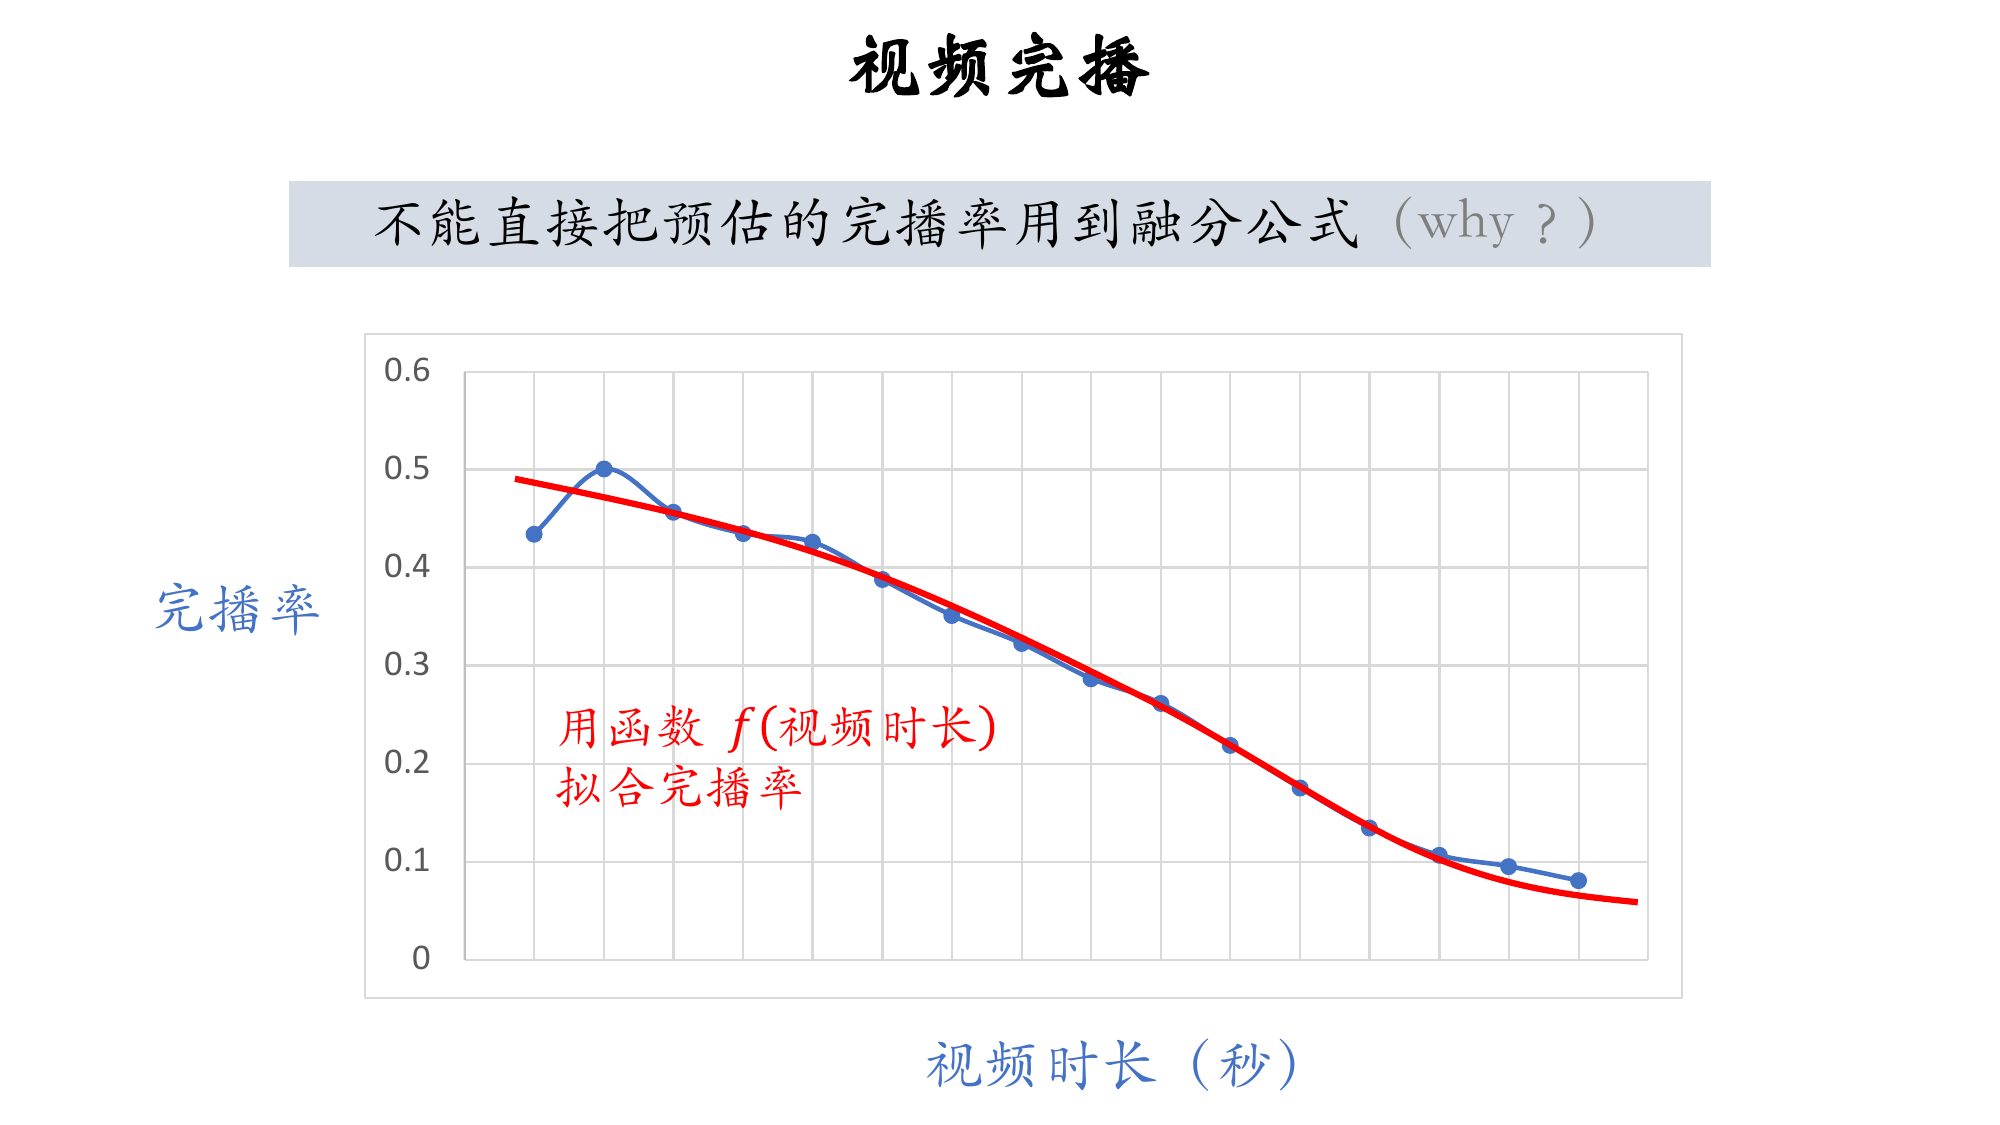 视频完播
不能直接把预估的完播率用到融分公式（why？）
0.6
0.5
0.4
0.3
0.2
0.1
0
完播率
用函数 f(视频时长)
拟合完播率
视频时长（秒）